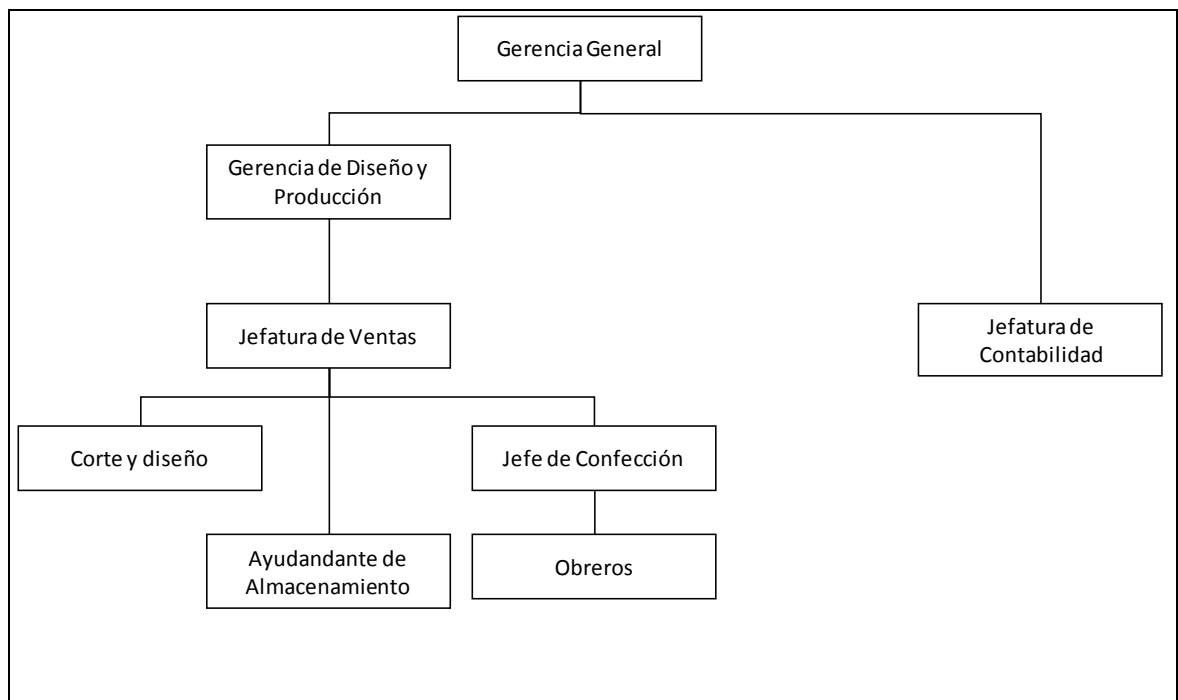 Gerencia General
Gerencia de Diseño y
Producción
Jefatura de Ventas
Jefatura de
Contabilidad
Corte y diseño
Jefe de Confección
Ayudandante de
Almacenamiento
Obreros